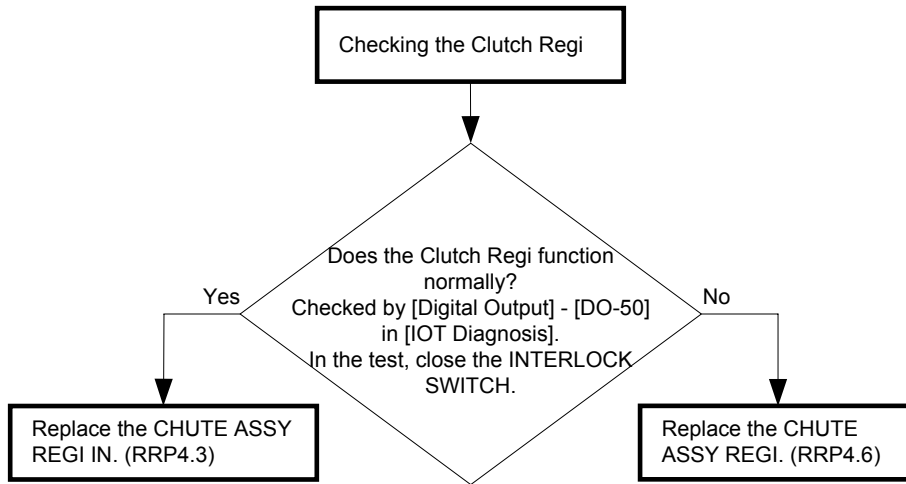 Checking the Clutch Regi
Does the Clutch Regi function
normally?
Checked by [Digital Output] - [DO-50]
in [IOT Diagnosis].
In the test, close the INTERLOCK
SWITCH.
Yes
No
Replace the CHUTE ASSY
REGI IN. (RRP4.3)
Replace the CHUTE
ASSY REGI. (RRP4.6)